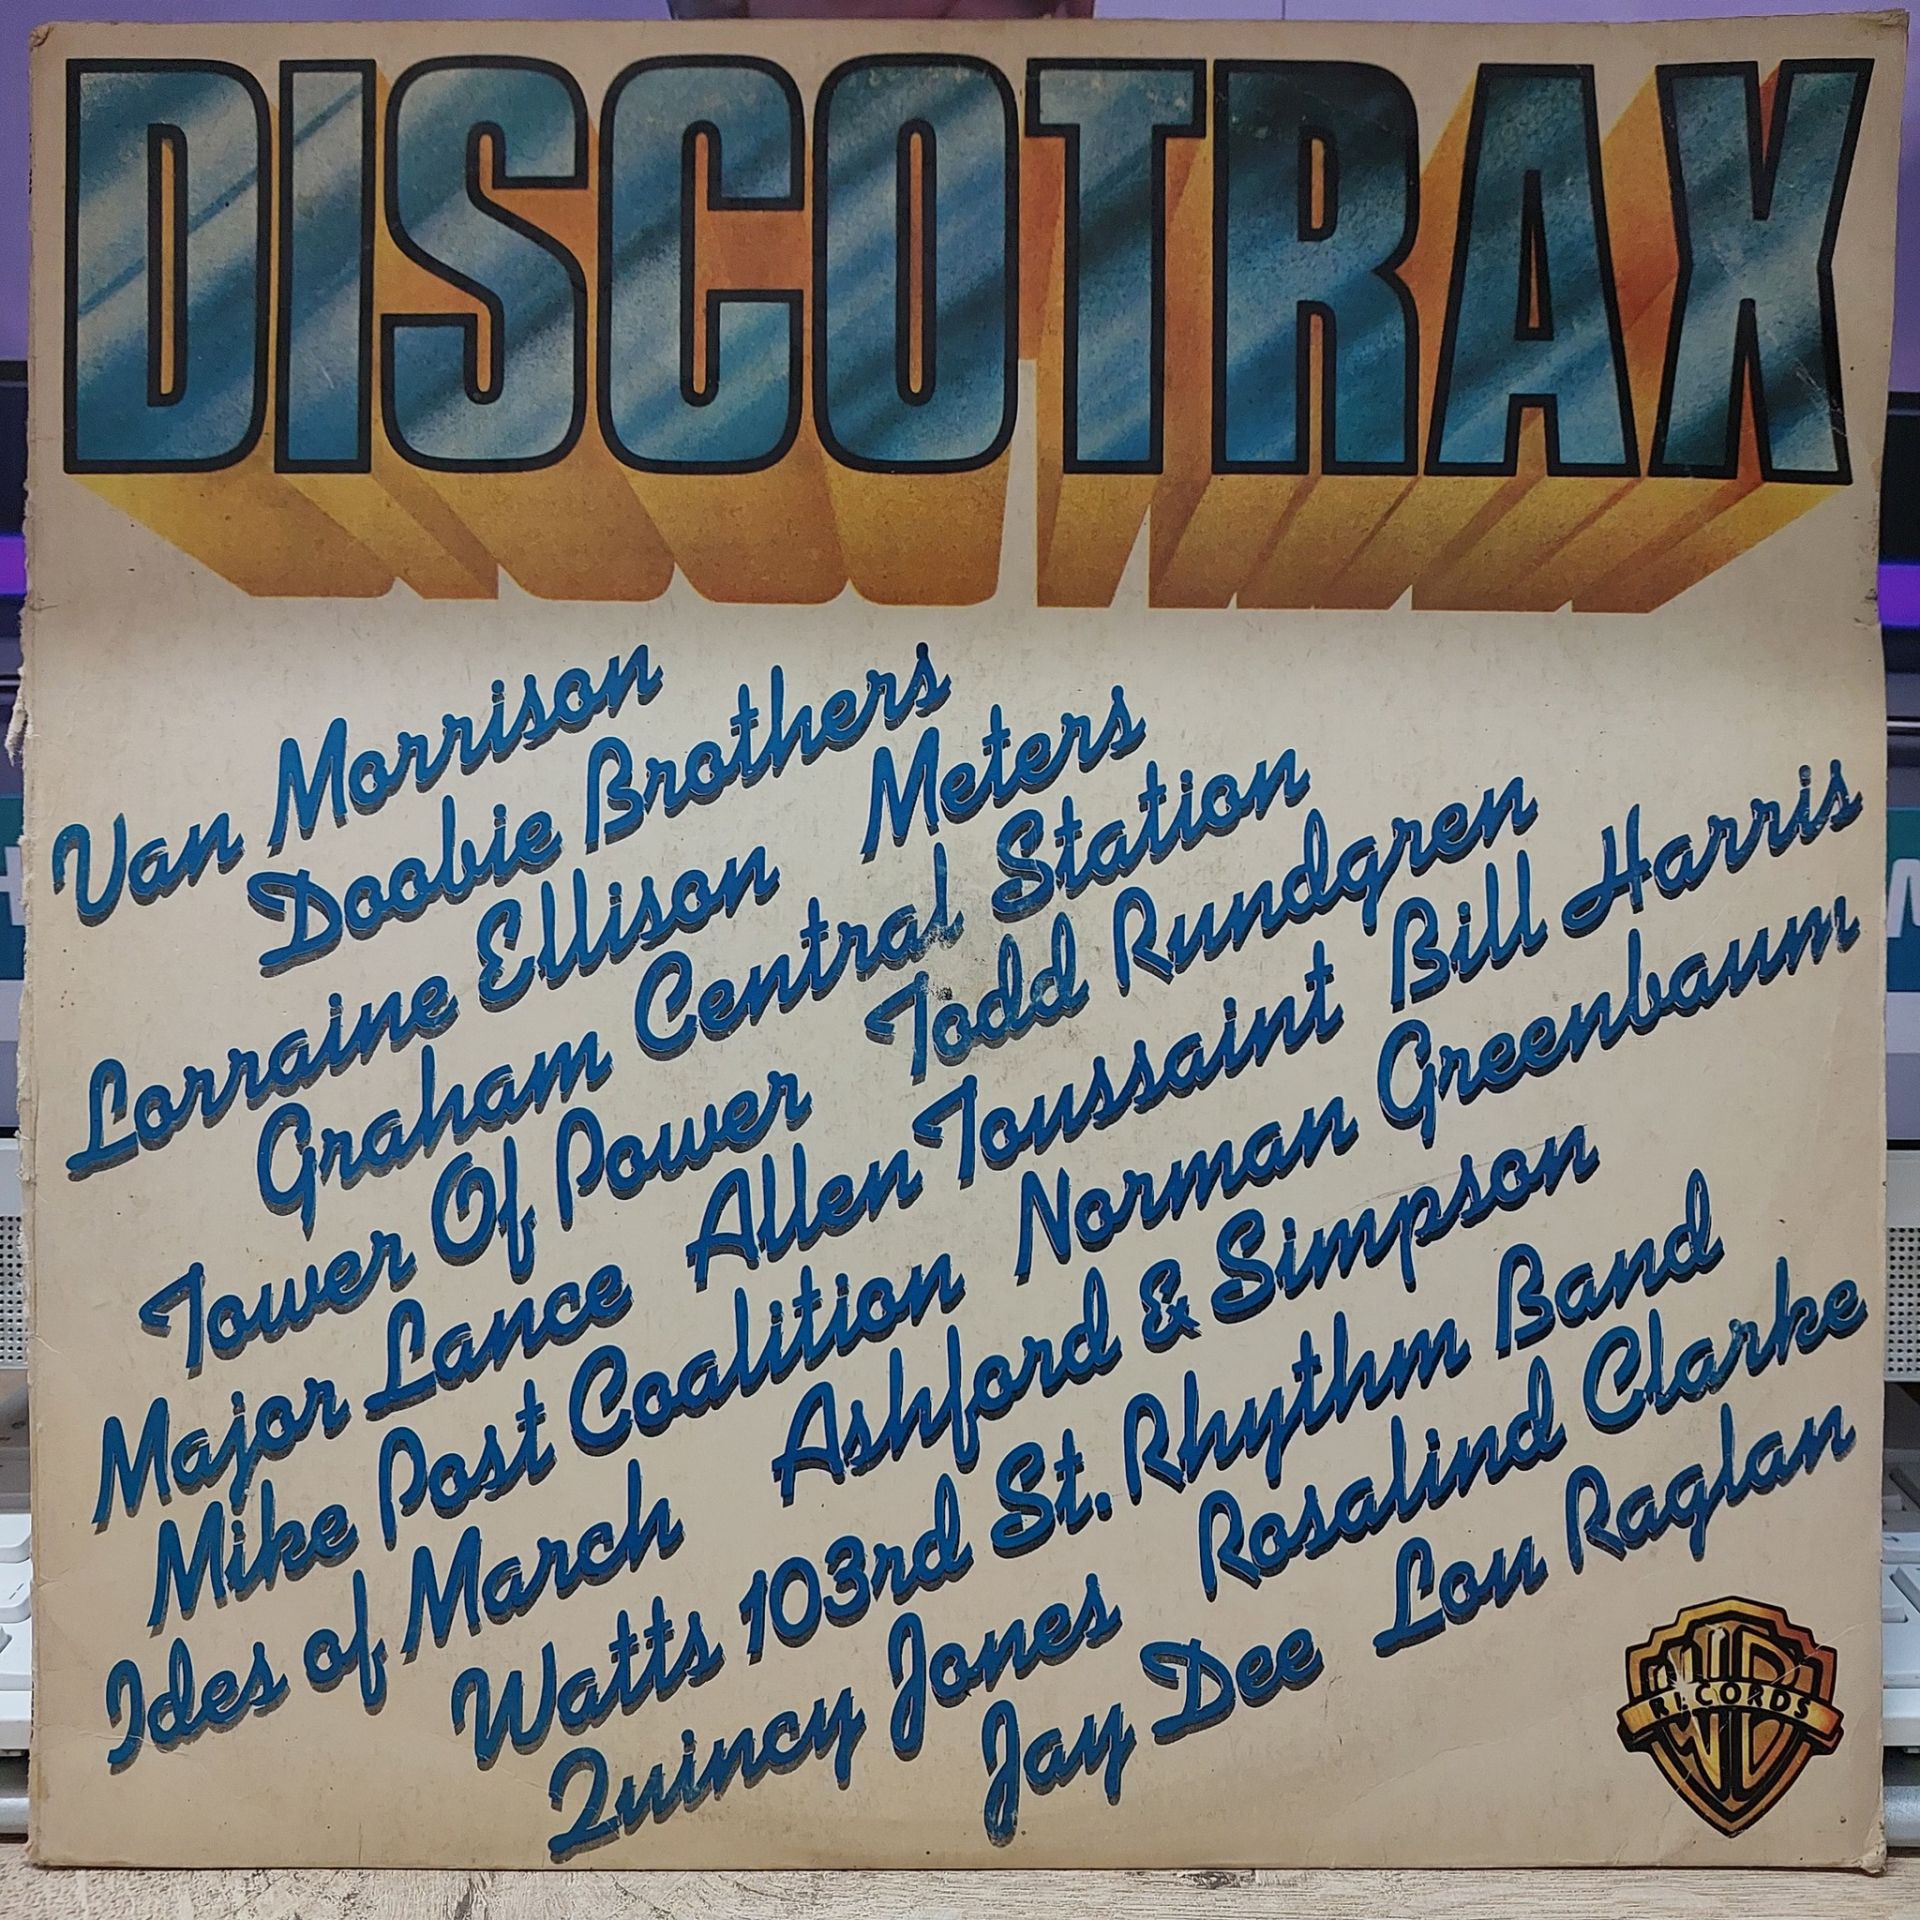 DISCOTRAX
Van Morrison
Doobie Brothers
Lorraine Ellison Meters
Graham Central Station
Tower Of Power Todd Rundgren
Major Lance Allen Toussaint Bill Harris
Mike Post Coalition Norman Greenbaum
Ides of March Ashford & Simpson
Watts 103rd St. Rhythm Band
Quincy Jones Rosalind Clarke
Jay Dee Lou Raglan
WB
RECORDS